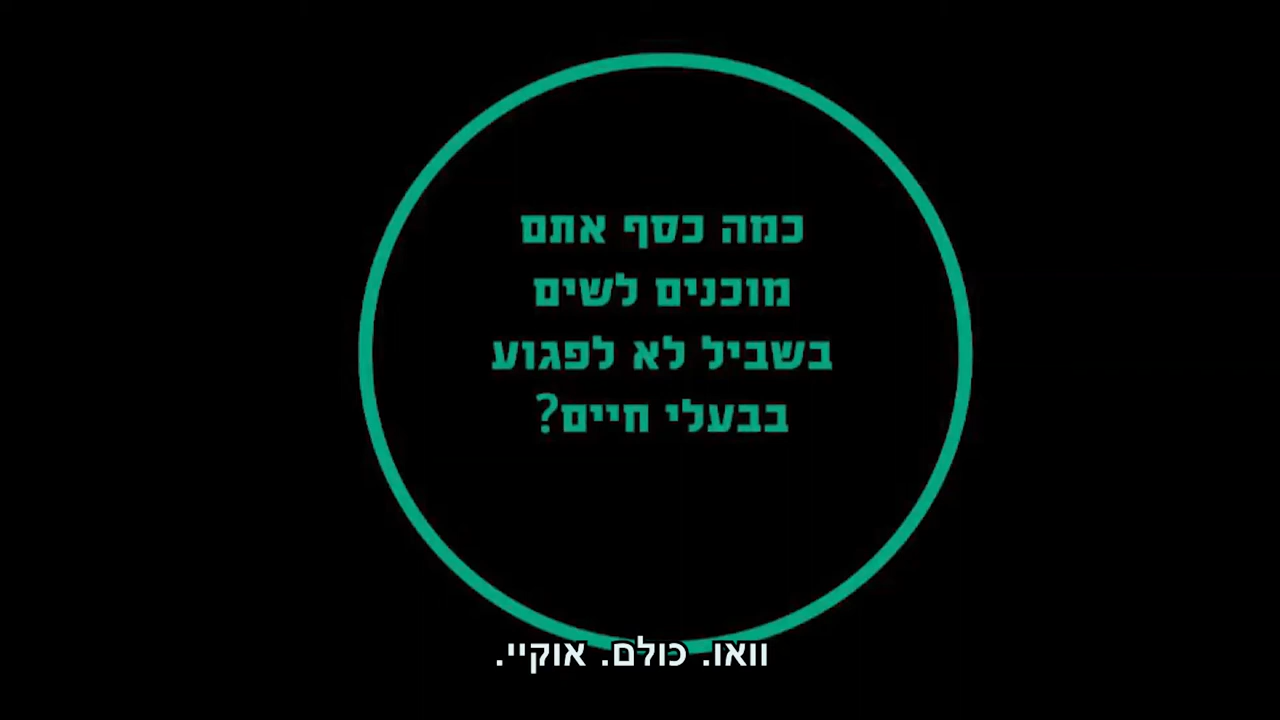 כמה כסף אתם
מוכנים לשים
בשביל לא לפגוע
בבעלי חיים?
וואו. כולם. אוקיי.